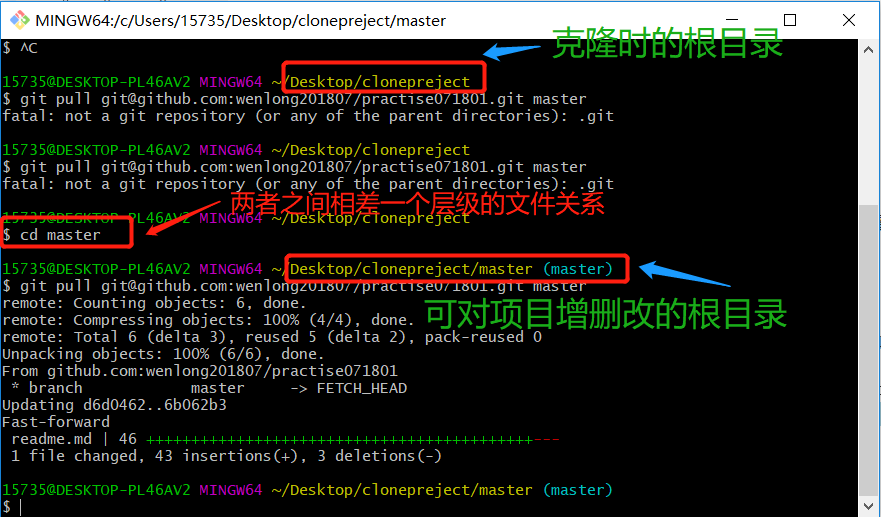 MINGW64:/c/Users/15735/Desktop/clonepreject/master
$ ^C
克隆时的根目录
15735@DESKTOP-PL46AV2 MINGW64 ~/Desktop/clonepreject
$ git pull git@github.com:wenlong201807/practise071801.git master
fatal: not a git repository (or any of the parent directories): .git
15735@DESKTOP-PL46AV2 MINGW64 ~/Desktop/clonepreject
$ git pull git@github.com:wenlong201807/practise071801.git master
fatal: not a git repository (or any of the parent directories): .git
两者之间相差一个层级的文件关系
15735@DESKTOP-PL46AV2 MINGW64 ~/Desktop/clonepreject
$ cd master
15735@DESKTOP-PL46AV2 MINGW64 ~/Desktop/clonepreject/master (master)
$ git pull git@github.com:wenlong201807/practise071801.git master
remote: Counting objects: 6, done.
remote: Compressing objects: 100% (4/4), done.
可对项目增删改的根目录
remote: Total 6 (delta 3), reused 5 (delta 2), pack-reused 0
Unpacking objects: 100% (6/6), done.
From github.com:wenlong201807/practise071801
* branch master -> FETCH_HEAD
Updating d6d0462..6b062b3
Fast-forward
readme.md | 46 +++++++++++++++++++++++++++++++++++++++++++---
1 file changed, 43 insertions(+), 3 deletions(-)
15735@DESKTOP-PL46AV2 MINGW64 ~/Desktop/clonepreject/master (master)
$